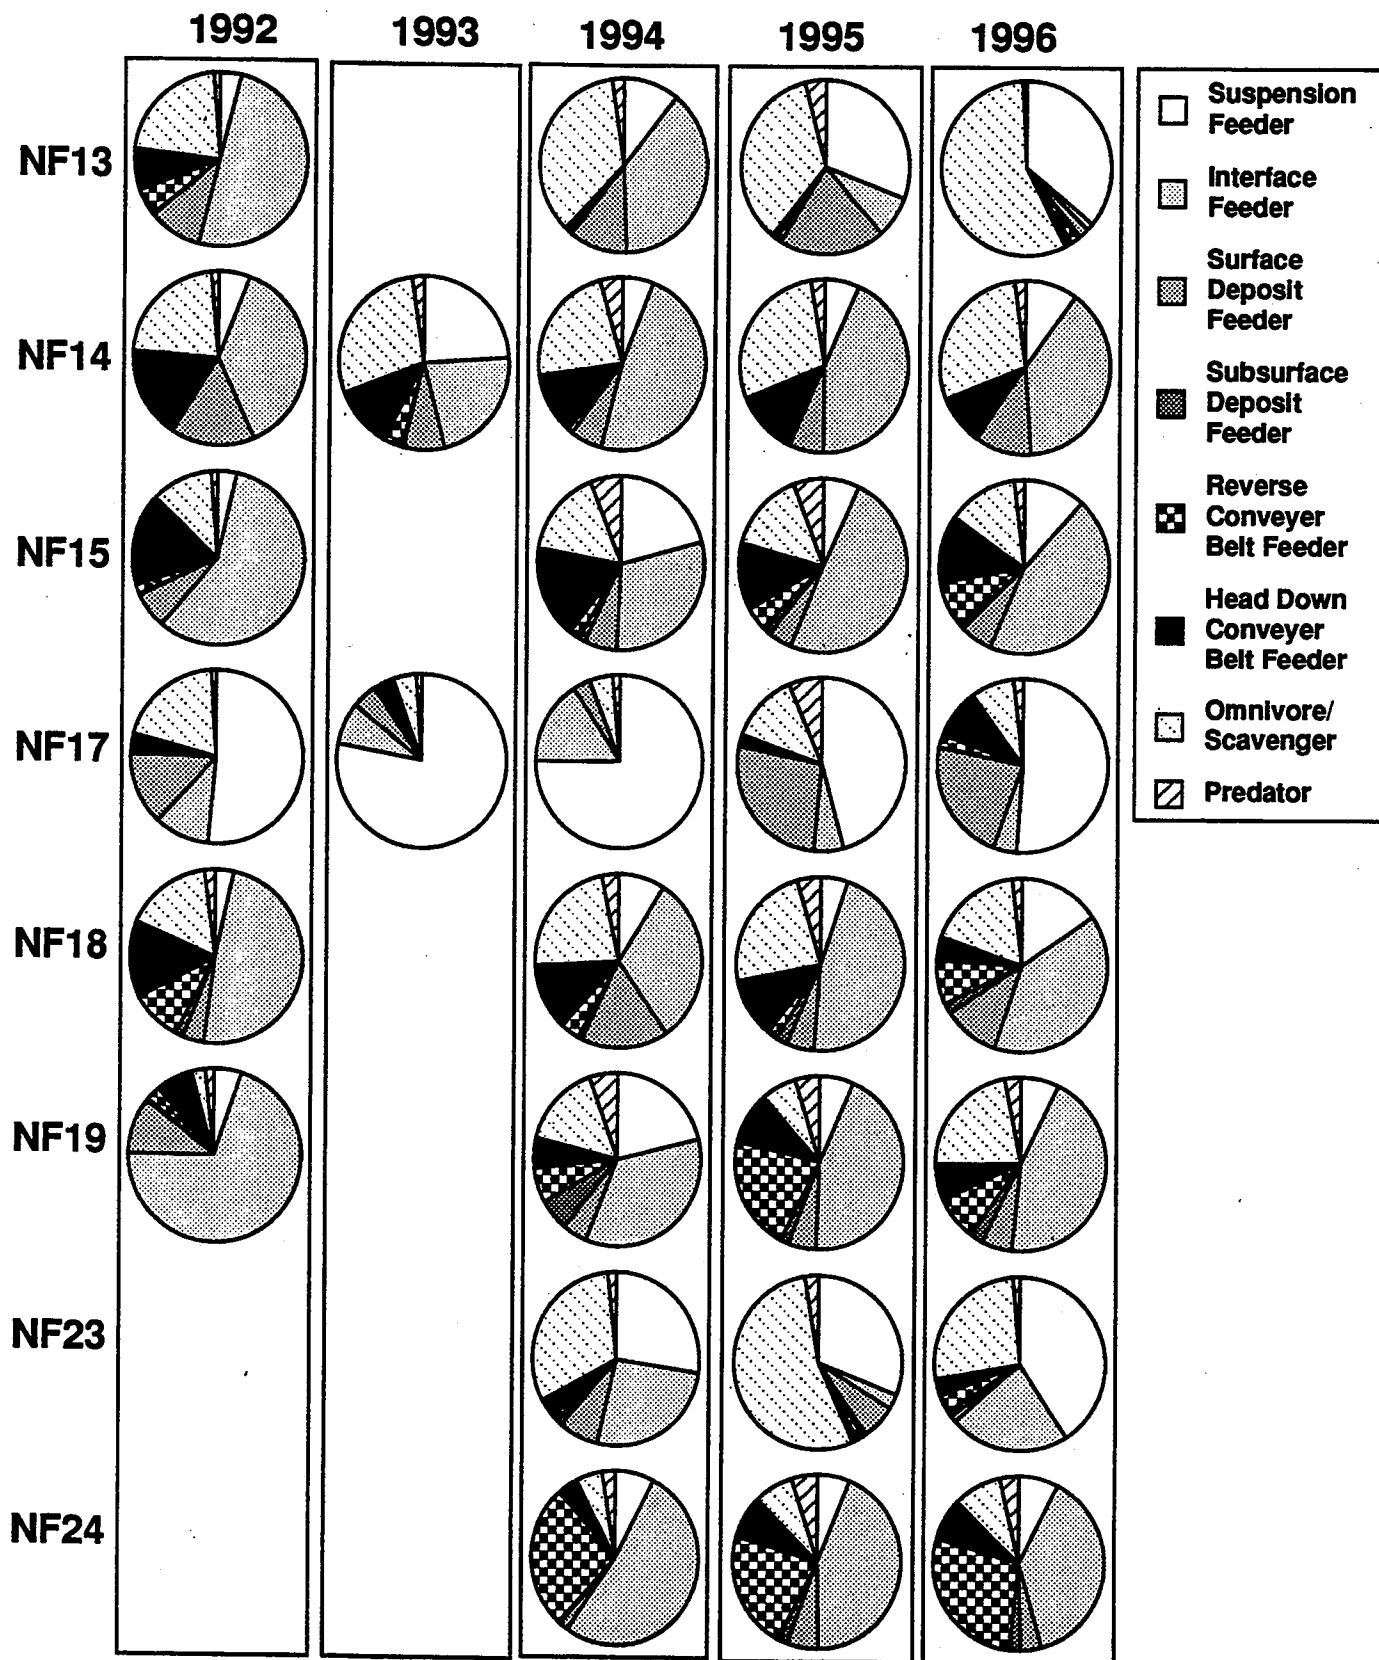 1992 1993 1994 1995 1996
NF13
NF14
NF15
NF17
NF18
NF19
NF23
NF24
Suspension
Feeder
Interface
Feeder
Surface
Deposit
Feeder
Subsurface
Deposit
Feeder
Reverse
Conveyer
Belt Feeder
Head Down
Conveyer
Belt Feeder
Omnivore/
Scavenger
Predator